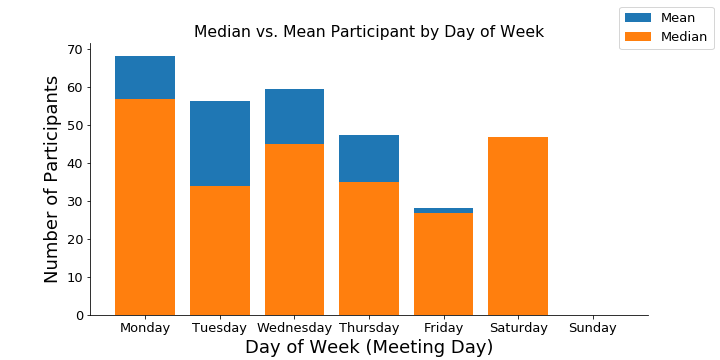 Median vs. Mean Participant by Day of Week
Mean
Median
Number of Participants
70
60
50
40
30
20
10
0
Monday Tuesday Wednesday Thursday Friday Saturday Sunday
Day of Week (Meeting Day)